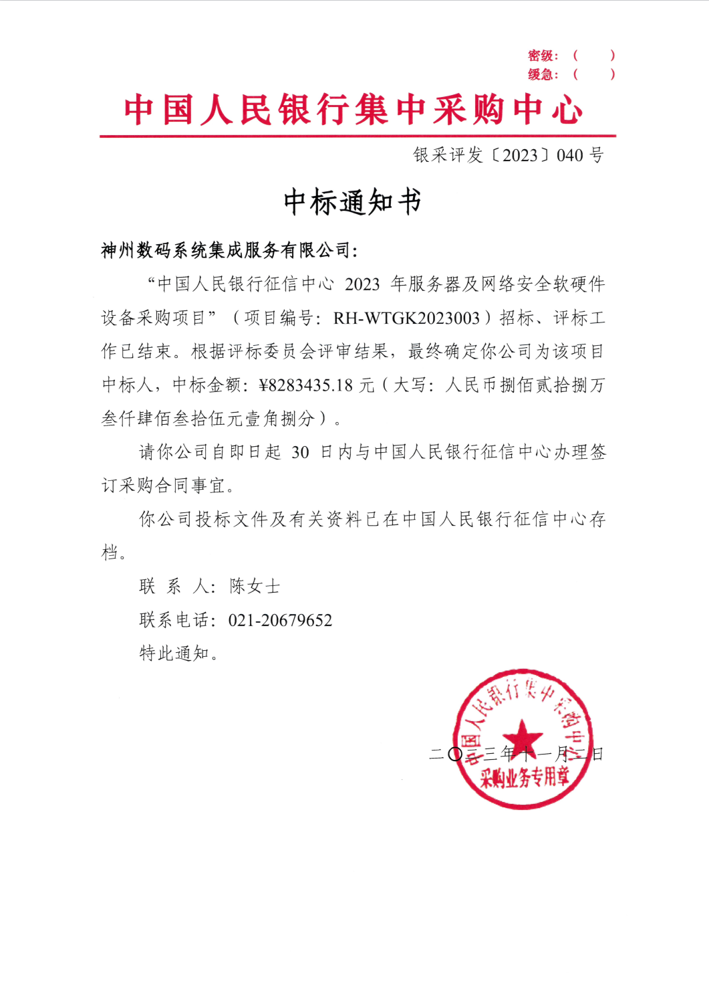 密级：（　　）
缓急：（　　）
中国人民银行集中采购中心
银采评发〔2023〕040 号
中标通知书
神州数码系统集成服务有限公司：
“中国人民银行征信中心 2023 年服务器及网络安全软硬件
设备采购项目”（项目编号：RH-WTGK2023003）招标、评标工
作已结束。根据评标委员会评审结果，最终确定你公司为该项目
中标人，中标金额：¥8283435.18 元（大写：人民币捌佰贰拾捌万
叁仟肆佰叁拾伍元壹角捌分）。
请你公司自即日起 30 日内与中国人民银行征信中心办理签
订采购合同事宜。
你公司投标文件及有关资料已在中国人民银行征信中心存
档。
联 系 人：陈女士
联系电话：021-20679652
特此通知。
中国人民银行集中采购中心
二〇二三年十一月二日
采购业务专用章